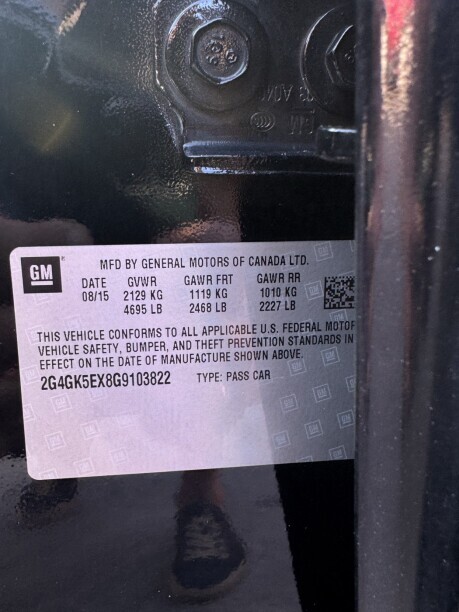 GM
MFD BY GENERAL MOTORS OF CANADA LTD.
DATE GVWR GAWR FRT GAWR RR
08/15 2129 KG 1119 KG 1010 KG
4695 LB 2468 LB 2227 LB
THIS VEHICLE CONFORMS TO ALL APPLICABLE U.S. FEDERAL MOTOR
VEHICLE SAFETY, BUMPER, AND THEFT PREVENTION STANDARDS IN
EFFECT ON THE DATE OF MANUFACTURE SHOWN ABOVE.
2G4GK5EX8G9103822 TYPE: PASS CAR